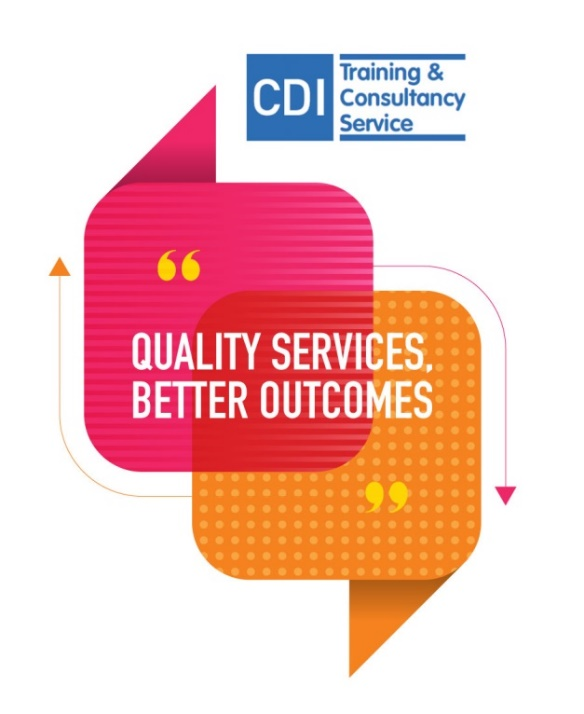 CDI
Training &
Consultancy
Service
“
QUALITY SERVICES,
BETTER OUTCOMES
”